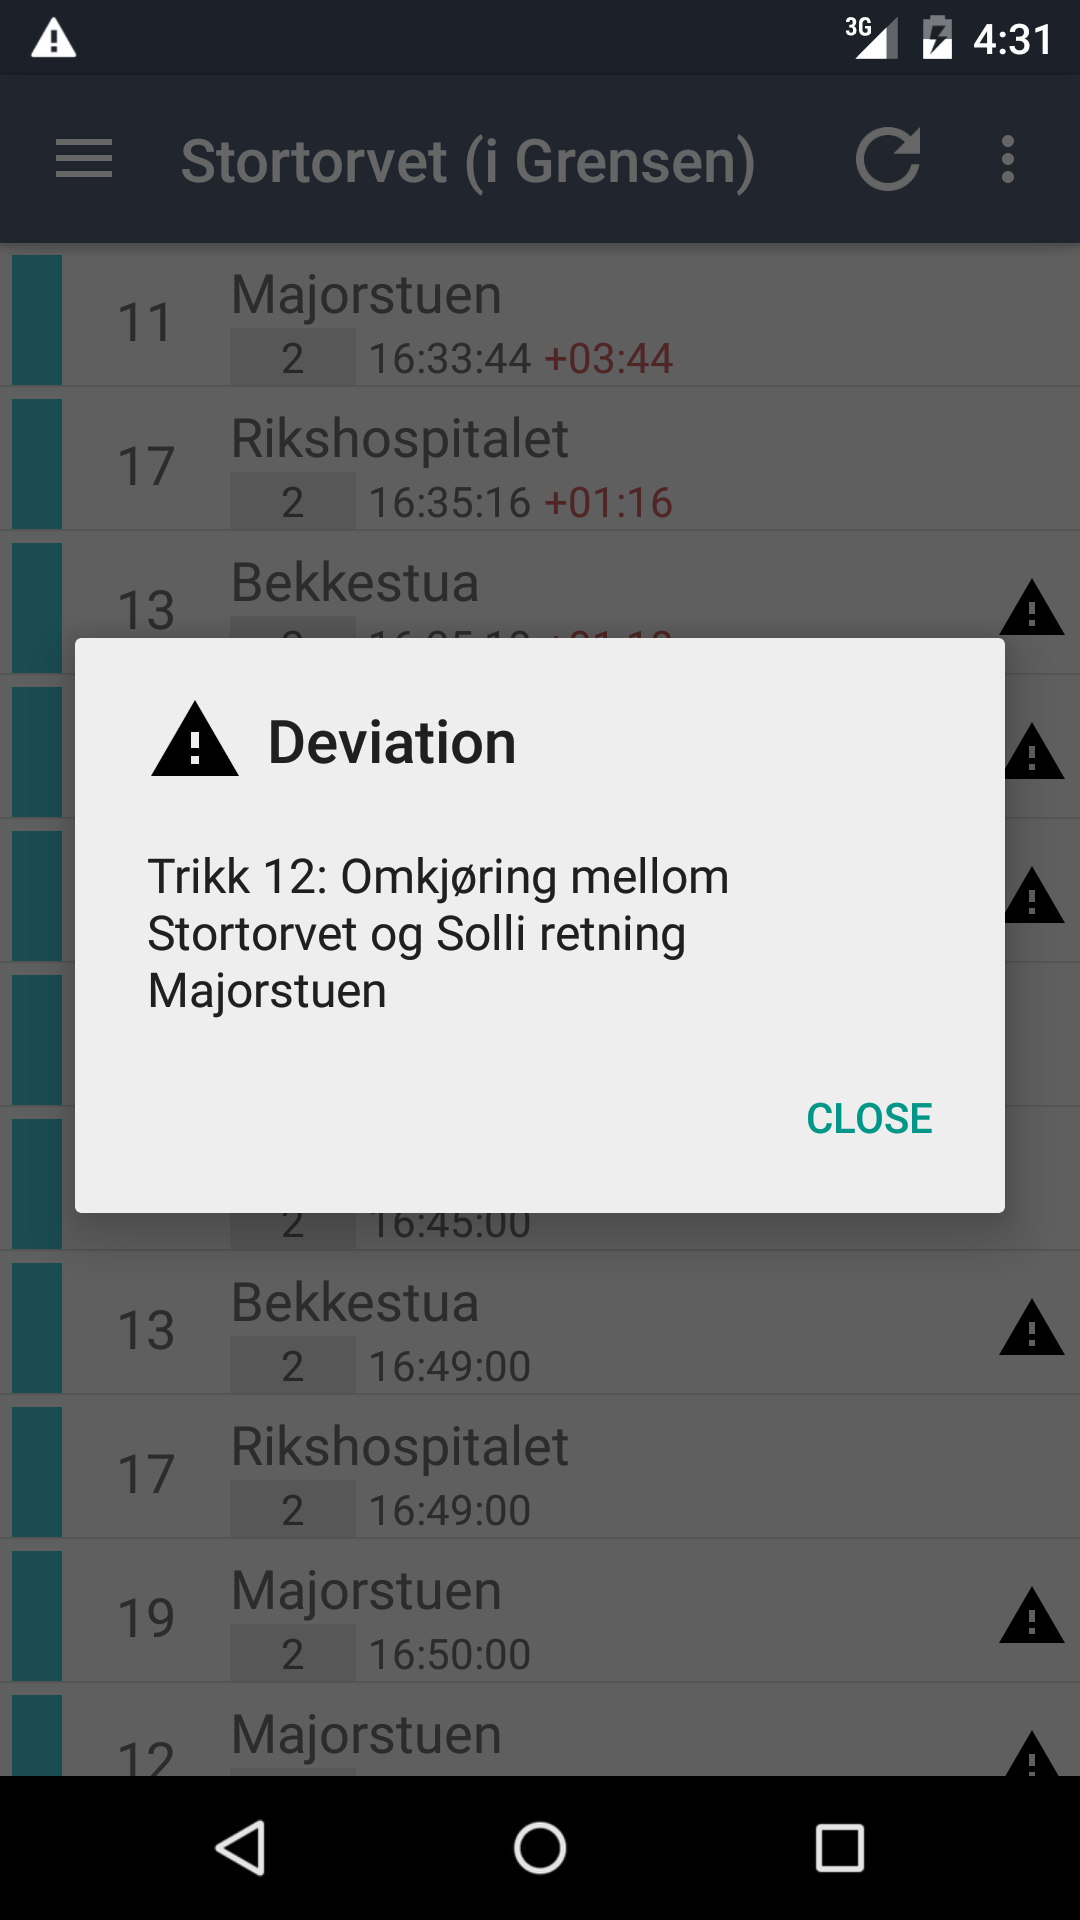 3G 4:31
Stortorvet (i Grensen)
11 Majorstuen
2 16:33:44 +03:44
17 Rikshospitalet
2 16:35:16 +01:16
13 Bekkestua
Deviation
Trikk 12: Omkjøring mellom
Stortorvet og Solli retning
Majorstuen
CLOSE
2 16:45:00
13 Bekkestua
2 16:49:00
17 Rikshospitalet
2 16:49:00
19 Majorstuen
2 16:50:00
12 Majorstuen